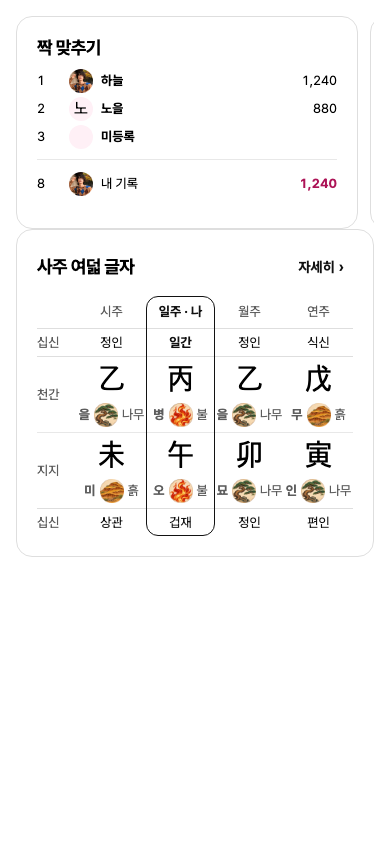 짝 맞추기
1 하늘 1,240
2 노 노을 880
3 미등록
8 내 기록 1,240
사주 여덟 글자 자세히 ›
시주 일주 · 나 월주 연주
십신 정인 일간 정인 식신
천간 乙 丙 乙 戊
을 나무 병 불 을 나무 무 흙
지지 未 午 卯 寅
미 흙 오 불 묘 나무 인 나무
십신 상관 겁재 정인 편인